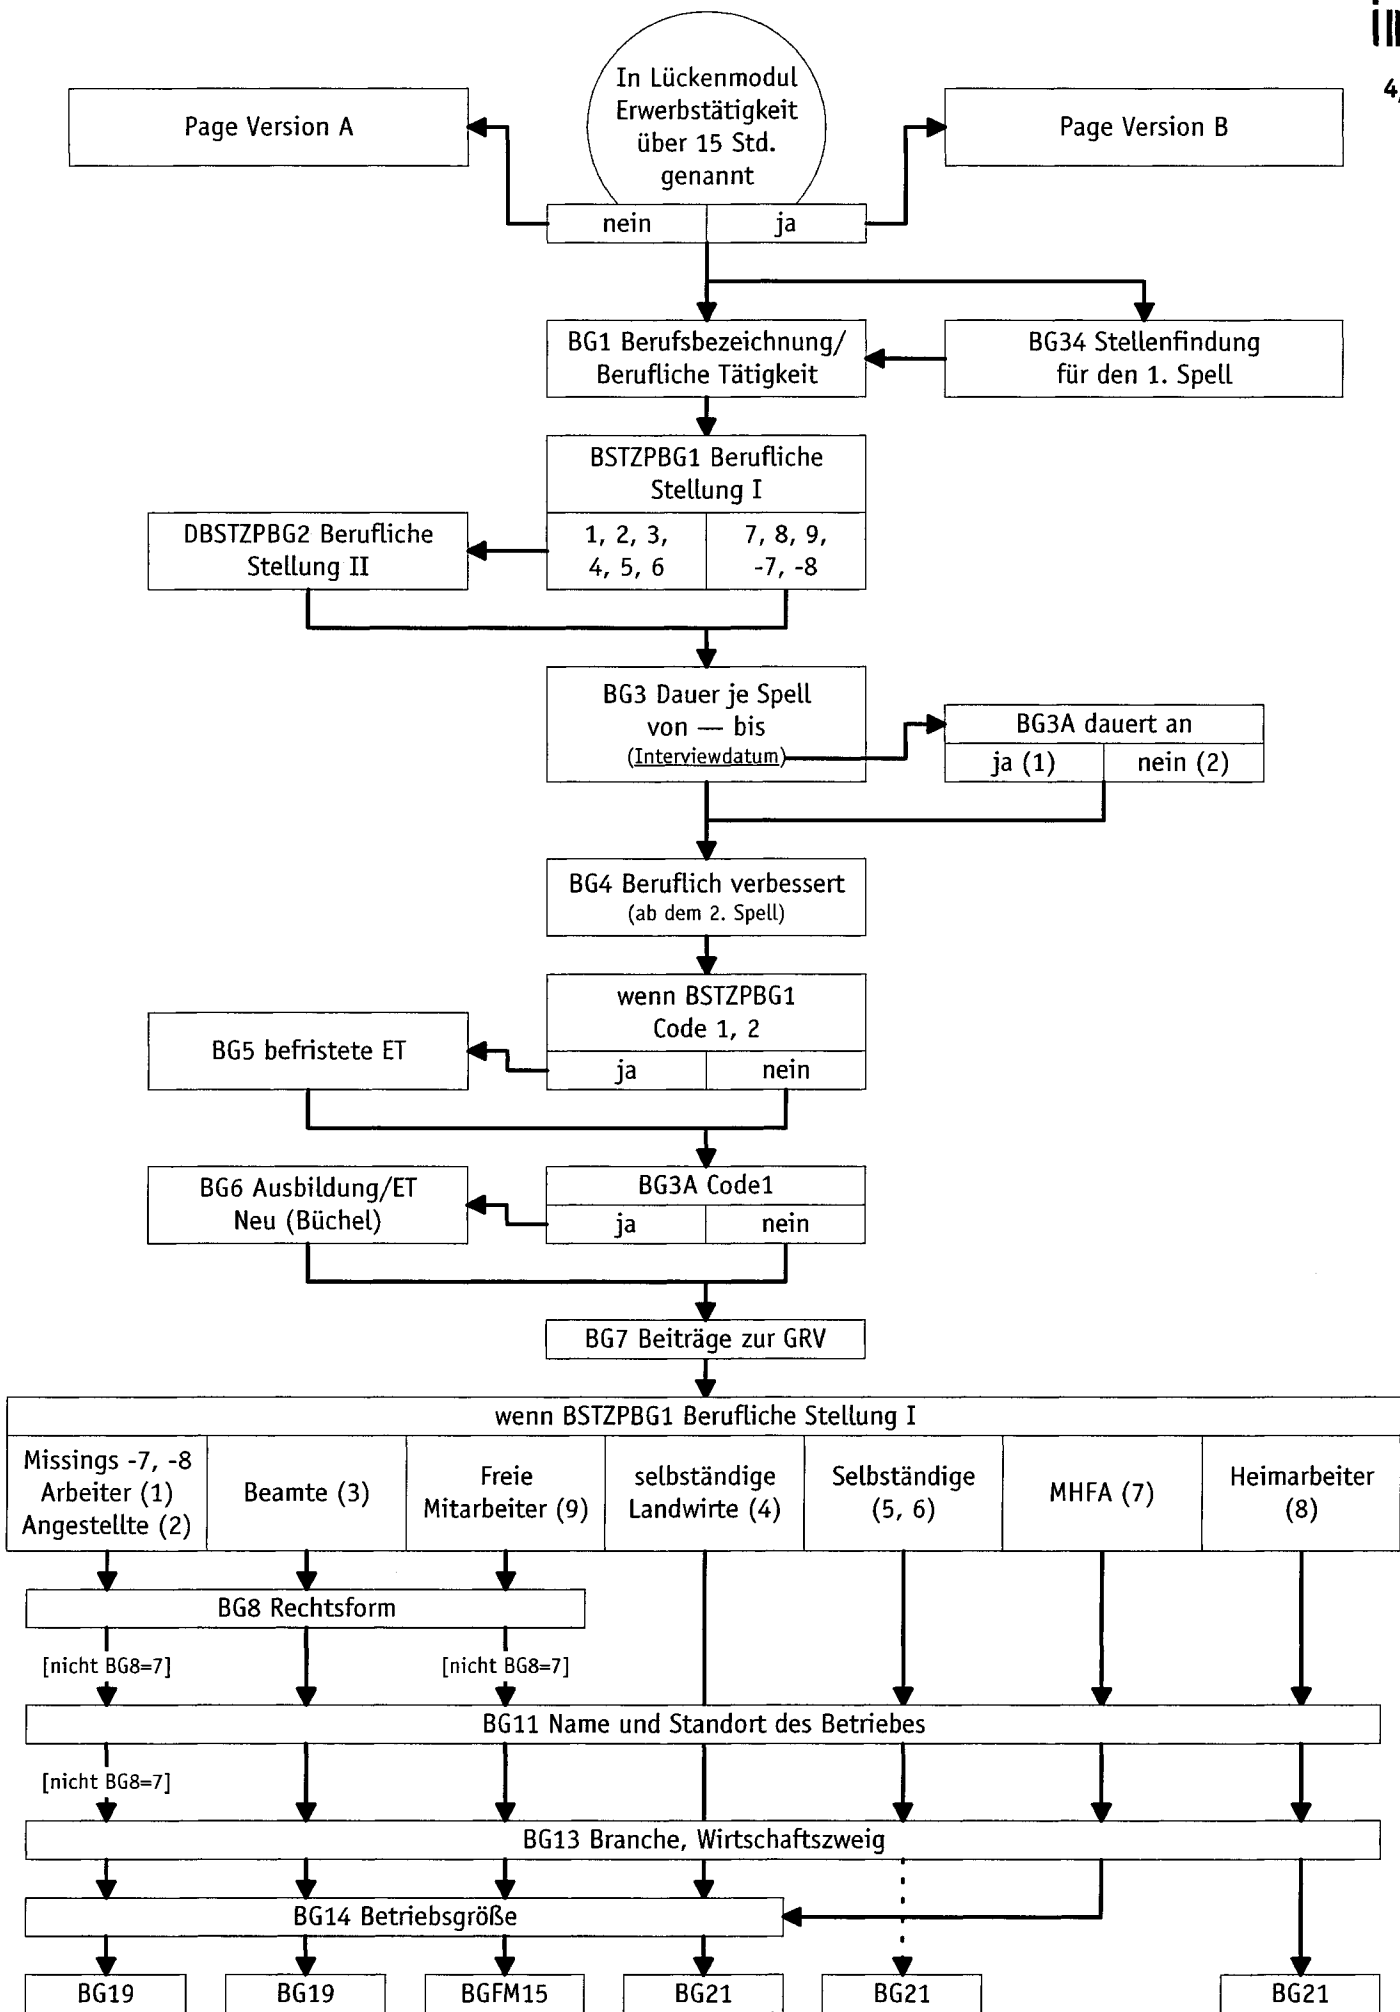 In Lückenmodul
Erwerbstätigkeit
über 15 Std.
genannt
4,
Page Version A
Page Version B
nein
ja
BG1 Berufsbezeichnung/
Berufliche Tätigkeit
BG34 Stellenfindung
für den 1. Spell
BSTZPBG1 Berufliche
Stellung I
DBSTZPBG2 Berufliche
Stellung II
1, 2, 3,
4, 5, 6
7, 8, 9,
-7, -8
BG3 Dauer je Spell
von — bis
(Interviewdatum)
BG3A dauert an
ja (1)
nein (2)
BG4 Beruflich verbessert
(ab dem 2. Spell)
wenn BSTZPBG1
Code 1, 2
BG5 befristete ET
ja
nein
BG6 Ausbildung/ET
Neu (Büchel)
BG3A Code1
ja
nein
BG7 Beiträge zur GRV
wenn BSTZPBG1 Berufliche Stellung I
Missings -7, -8
Arbeiter (1)
Angestellte (2)
Beamte (3)
Freie
Mitarbeiter (9)
selbständige
Landwirte (4)
Selbständige
(5, 6)
MHFA (7)
Heimarbeiter
(8)
BG8 Rechtsform
[nicht BG8=7]
[nicht BG8=7]
BG11 Name und Standort des Betriebes
[nicht BG8=7]
BG13 Branche, Wirtschaftszweig
BG14 Betriebsgröße
BG19
BG19
BGFM15
BG21
BG21
BG21